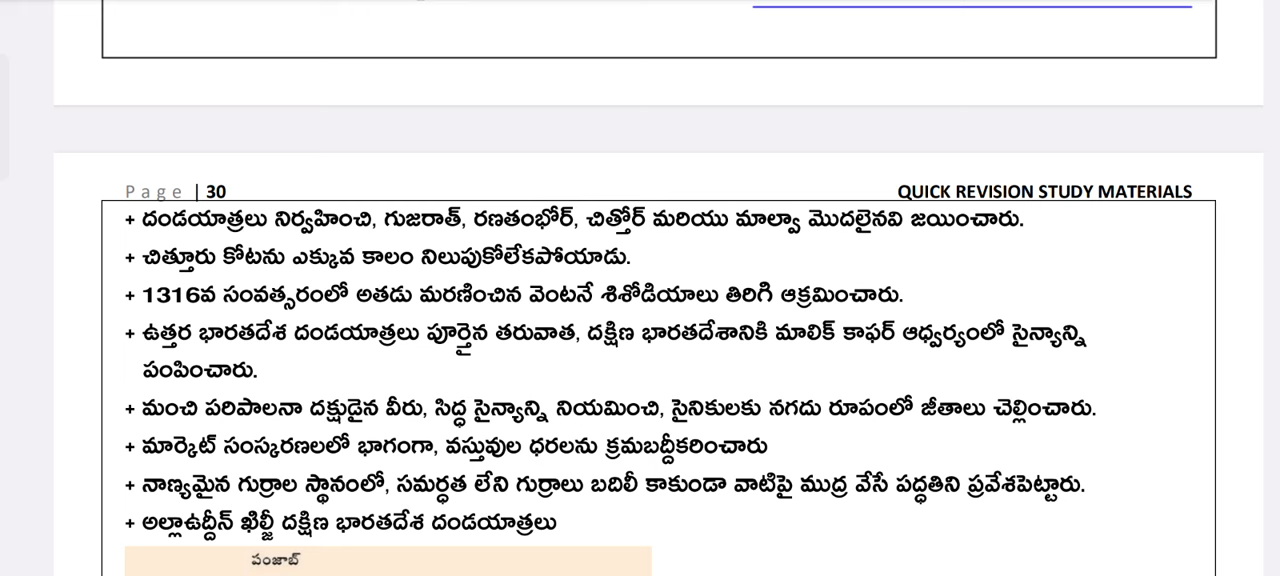 Page | 30
QUICK REVISION STUDY MATERIALS
+ దండయాత్రలు నిర్వహించి, గుజరాత్, రణతంభోర్, చిత్తోర్ మరియు మాల్వా మొదలైనవి జయించారు.
+ చిత్తూరు కోటను ఎక్కువ కాలం నిలుపుకోలేకపోయాడు.
+ 1316వ సంవత్సరంలో అతడు మరణించిన వెంటనే శిశోడియాలు తిరిగి ఆక్రమించారు.
+ ఉత్తర భారతదేశ దండయాత్రలు పూర్తైన తరువాత, దక్షిణ భారతదేశానికి మాలిక్ కాఫర్ ఆధ్వర్యంలో సైన్యాన్ని
పంపించారు.
+ మంచి పరిపాలనా దక్షుడైన వీరు, సిద్ధ సైన్యాన్ని నియమించి, సైనికులకు నగదు రూపంలో జీతాలు చెల్లించారు.
+ మార్కెట్ సంస్కరణలలో భాగంగా, వస్తువుల ధరలను క్రమబద్దీకరించారు
+ నాణ్యమైన గుర్రాల స్థానంలో, సమర్ధత లేని గుర్రాలు బదిలీ కాకుండా వాటిపై ముద్ర వేసే పద్ధతిని ప్రవేశపెట్టారు.
+ అల్లాఉద్దీన్ ఖిల్జీ దక్షిణ భారతదేశ దండయాత్రలు
పంజాబ్